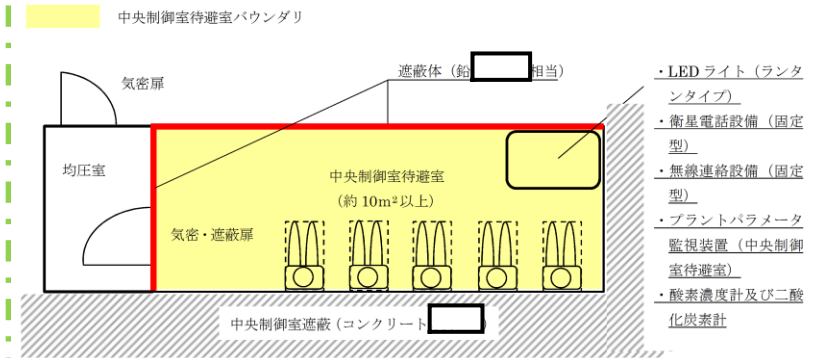 中央制御室待避室バウンダリ
遮蔽体（鉛 相当）
気密扉
均圧室
中央制御室待避室
（約 10m²以上）
気密・遮蔽扉
中央制御室遮蔽（コンクリート ）
・LED ライト（ランタ
ンタイプ）
・衛星電話設備（固定
型）
・無線連絡設備（固定
型）
・プラントパラメータ
監視装置（中央制御
室待避室）
・酸素濃度計及び二酸
化炭素計